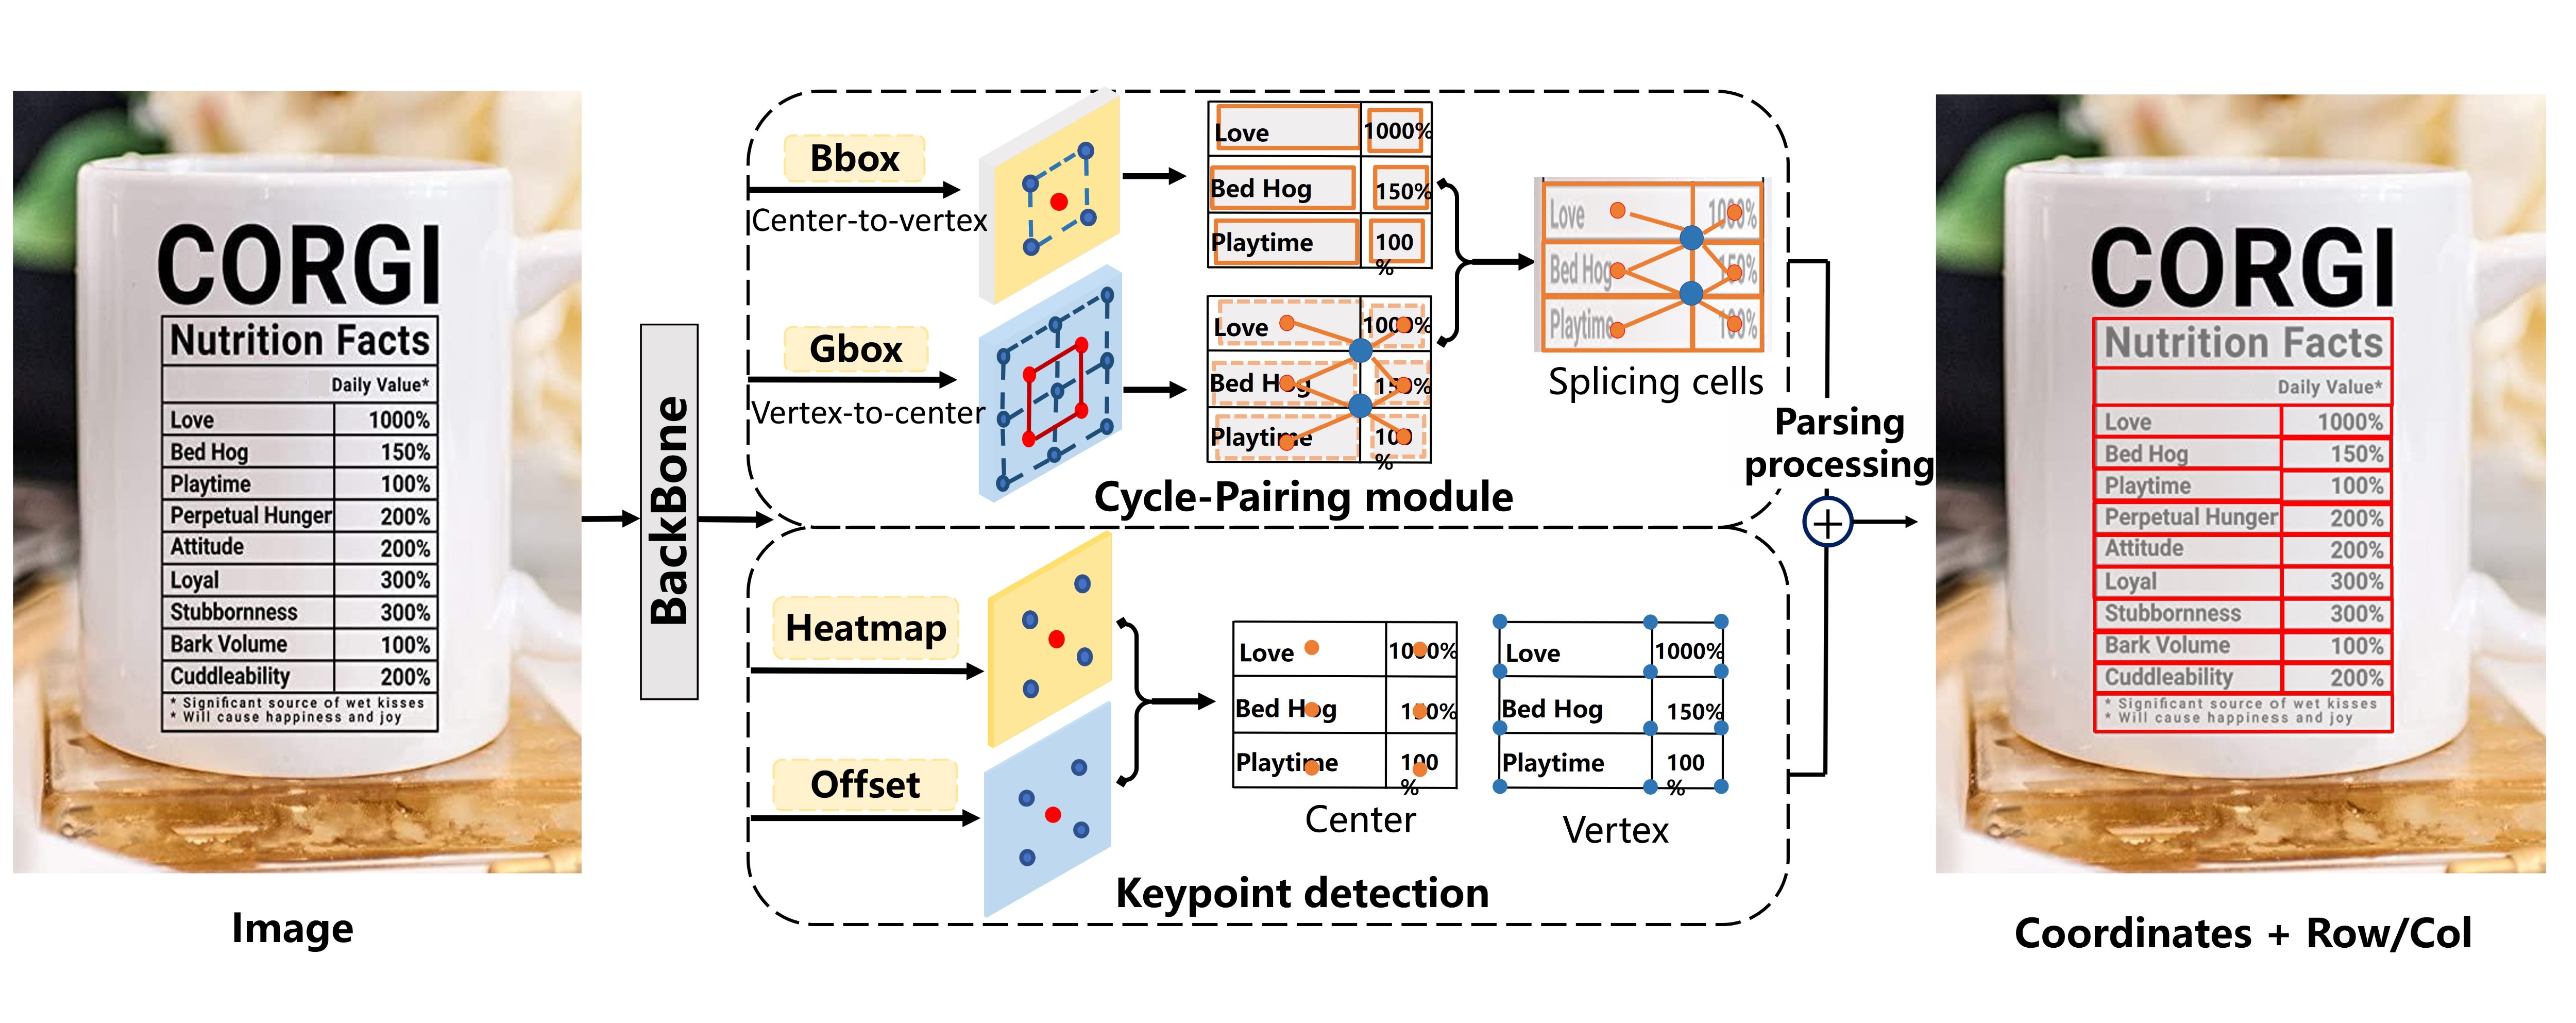 CORGI
Nutrition Facts
Daily Value*
Love 1000%
Bed Hog 150%
Playtime 100%
Perpetual Hunger 200%
Attitude 200%
Loyal 300%
Stubbornness 300%
Bark Volume 100%
Cuddleability 200%
* Significant source of wet kisses
* Will cause happiness and joy
Image
BackBone
Bbox
Center-to-vertex
Gbox
Vertex-to-center
Love 1000%
Bed Hog 150%
Playtime 100
%
Love 1000%
Bed Hog 150%
Playtime 100
%
Love 1000%
Bed Hog 150%
Playtime 100%
Splicing cells
Cycle-Pairing module
Heatmap
Offset
Love 1000%
Bed Hog 150%
Playtime 100
%
Center
Love 1000%
Bed Hog 150%
Playtime 100
%
Vertex
Keypoint detection
Parsing
processing
CORGI
Nutrition Facts
Daily Value*
Love 1000%
Bed Hog 150%
Playtime 100%
Perpetual Hunger 200%
Attitude 200%
Loyal 300%
Stubbornness 300%
Bark Volume 100%
Cuddleability 200%
* Significant source of wet kisses
* Will cause happiness and joy
Coordinates + Row/Col